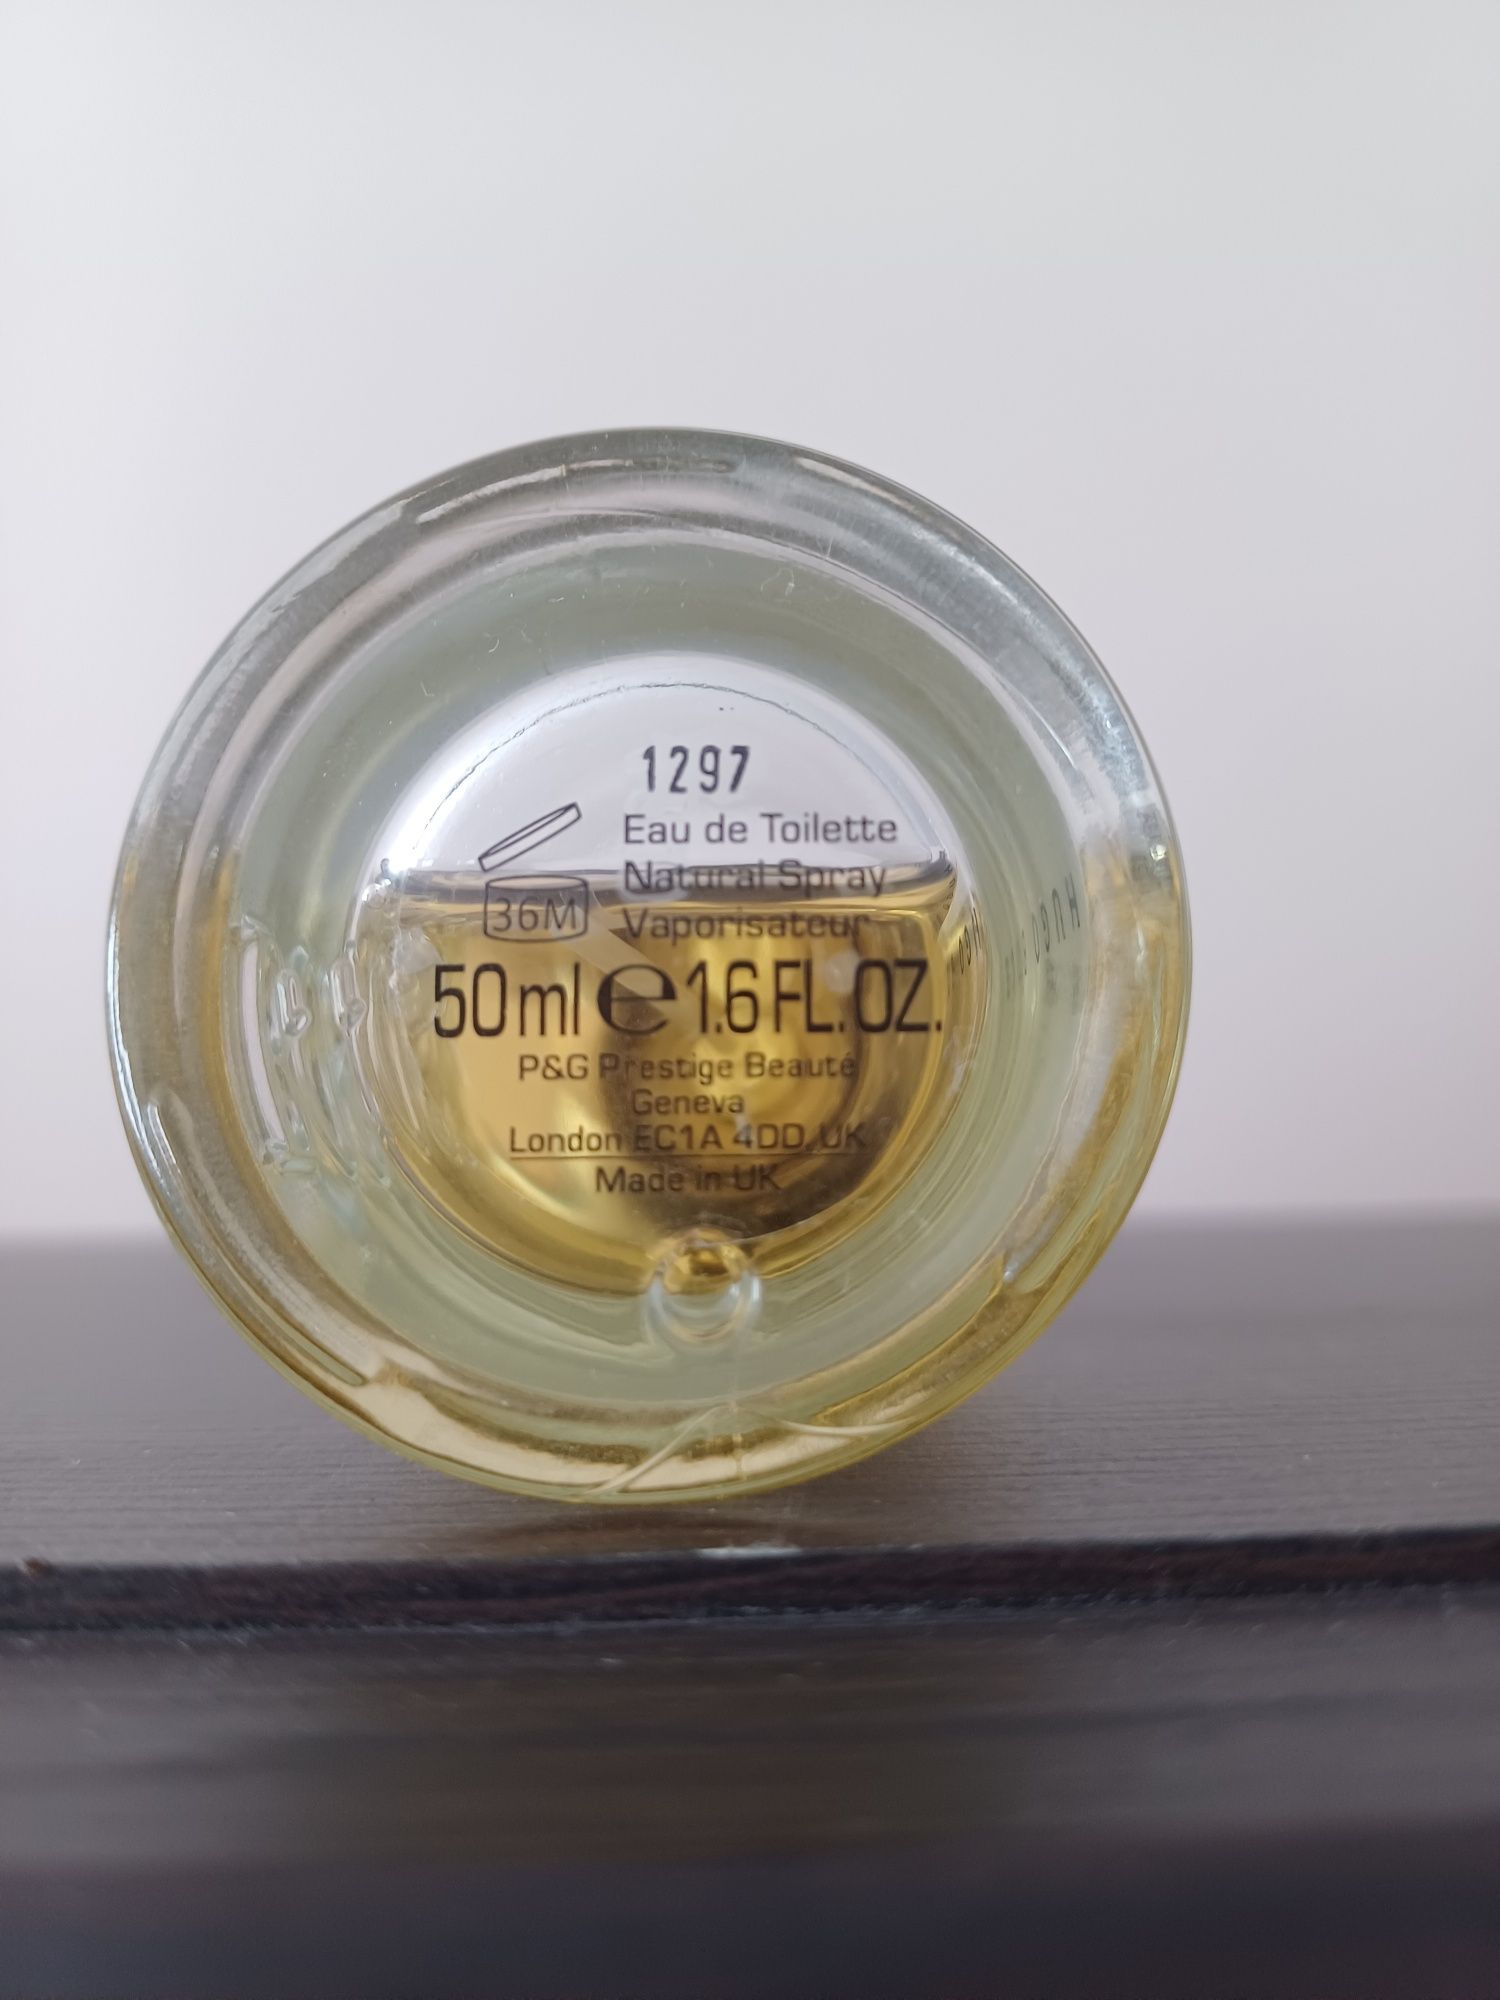 1297
Eau de Toilette
Natural Spray
Vaporisateur
36M
50ml e 1.6 FL. OZ.
P&G Prestige Beauté
Geneva
London EC1A 4DD, UK
Made in UK
HUGO